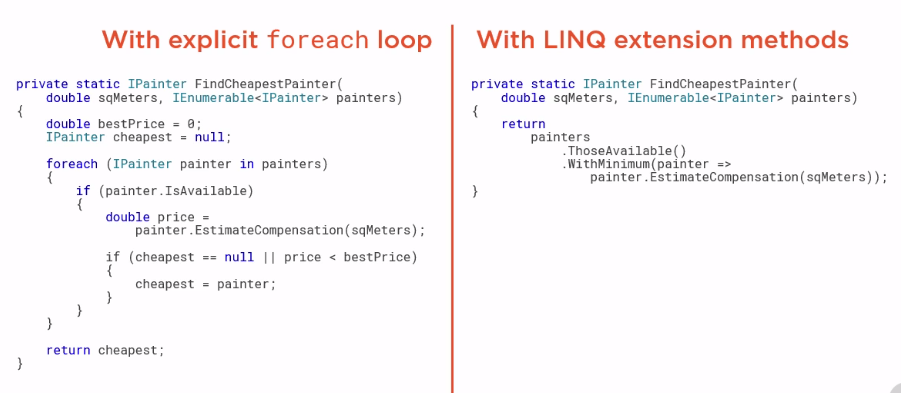 With explicit foreach loop
private static IPainter FindCheapestPainter(
    double sqMeters, IEnumerable<IPainter> painters)
{
    double bestPrice = 0;
    IPainter cheapest = null;

    foreach (IPainter painter in painters)
    {
        if (painter.IsAvailable)
        {
            double price =
                painter.EstimateCompensation(sqMeters);

            if (cheapest == null || price < bestPrice)
            {
                cheapest = painter;
            }
        }
    }

    return cheapest;
}
With LINQ extension methods
private static IPainter FindCheapestPainter(
    double sqMeters, IEnumerable<IPainter> painters)
{
    return
        painters
            .ThoseAvailable()
            .WithMinimum(painter =>
                painter.EstimateCompensation(sqMeters));
}